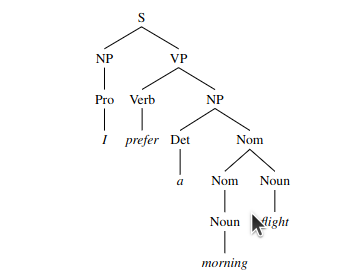 S
NP VP
Pro Verb NP
I prefer Det Nom
a Nom Noun
Noun flight
morning